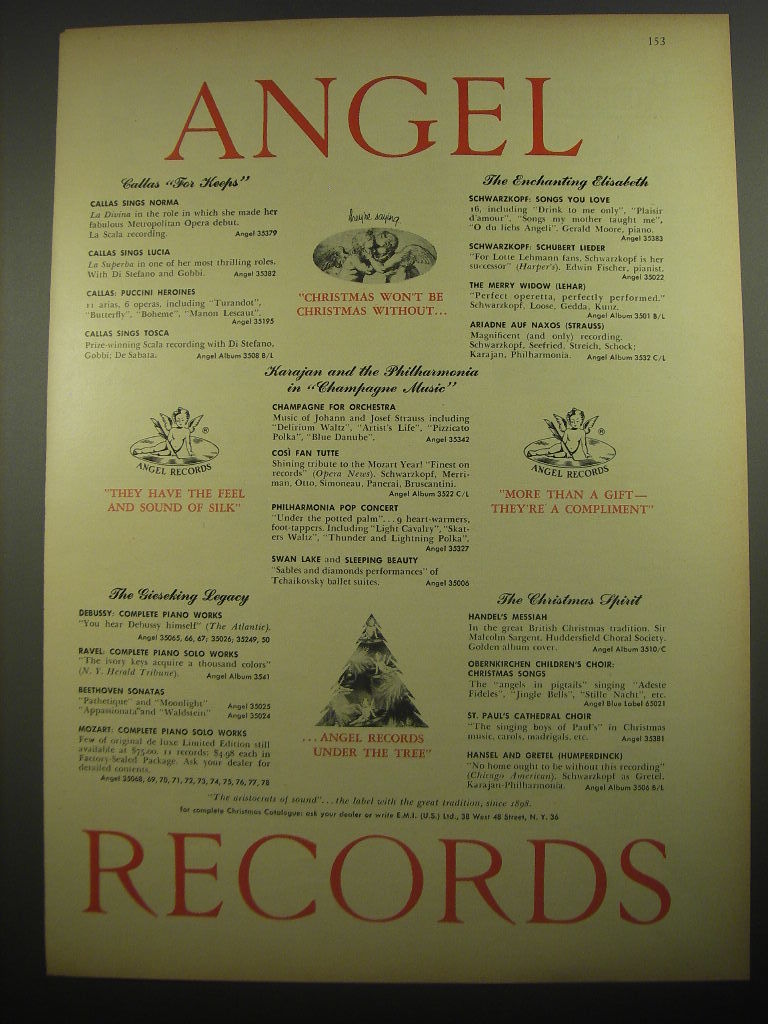 153
ANGEL
Callas "For Keeps"
CALLAS SINGS NORMA
La Divina in the role in which she made her
fabulous Metropolitan Opera debut.
La Scala recording. Angel 35379
CALLAS SINGS LUCIA
La Superba in one of her most thrilling roles.
With Di Stefano and Gobbi. Angel 35382
CALLAS: PUCCINI HEROINES
11 arias, 6 operas, including "Turandot",
"Butterfly", "Boheme", "Manon Lescaut".
Angel 35195
CALLAS SINGS TOSCA
Prize-winning Scala recording with Di Stefano,
Gobbi; De Sabata. Angel Album 3508 B/L
they're saying
"CHRISTMAS WON'T BE
CHRISTMAS WITHOUT...
The Enchanting Elisabeth
SCHWARZKOPF: SONGS YOU LOVE
16, including "Drink to me only", "Plaisir
d'amour", "Songs my mother taught me",
"O du liebs Angeli". Gerald Moore, piano.
Angel 35383
SCHWARZKOPF: SCHUBERT LIEDER
"For Lotte Lehmann fans, Schwarzkopf is her
successor" (Harper's). Edwin Fischer, pianist.
Angel 35022
THE MERRY WIDOW (LEHAR)
"Perfect operetta, perfectly performed."
Schwarzkopf, Loose, Gedda, Kunz.
Angel Album 3501 B/L
ARIADNE AUF NAXOS (STRAUSS)
Magnificent (and only) recording.
Schwarzkopf, Seefried, Streich, Schock;
Karajan, Philharmonia. Angel Album 3532 C/L
Karajan and the Philharmonia
in "Champagne Music"
CHAMPAGNE FOR ORCHESTRA
Music of Johann and Josef Strauss including
"Delirium Waltz", "Artist's Life", "Pizzicato
Polka", "Blue Danube". Angel 35342
COSÌ FAN TUTTE
Shining tribute to the Mozart Year! "Finest on
records" (Opera News). Schwarzkopf, Merri-
man, Otto, Simoneau, Panerai, Bruscantini.
Angel Album 3522 C/L
PHILHARMONIA POP CONCERT
"Under the potted palm"... 9 heart-warmers,
foot-tappers. Including "Light Cavalry", "Skat-
ers Waltz", "Thunder and Lightning Polka".
Angel 35327
SWAN LAKE and SLEEPING BEAUTY
"Sables and diamonds performances" of
Tchaikovsky ballet suites. Angel 35006
®
ANGEL RECORDS
"THEY HAVE THE FEEL
AND SOUND OF SILK"
®
ANGEL RECORDS
"MORE THAN A GIFT—
THEY'RE A COMPLIMENT"
The Gieseking Legacy
DEBUSSY: COMPLETE PIANO WORKS
"You hear Debussy himself" (The Atlantic).
Angel 35065, 66, 67; 35026; 35249, 50
RAVEL: COMPLETE PIANO SOLO WORKS
"The ivory keys acquire a thousand colors"
(N. Y. Herald Tribune). Angel Album 3541
BEETHOVEN SONATAS
"Pathetique" and "Moonlight" Angel 35025
"Appassionata" and "Waldstein" Angel 35024
MOZART: COMPLETE PIANO SOLO WORKS
Few of original de luxe Limited Edition still
available at $75.00. 11 records: $4.98 each in
Factory-Sealed Package. Ask your dealer for
detailed contents.
Angel 35068, 69, 70, 71, 72, 73, 74, 75, 76, 77, 78
...ANGEL RECORDS
UNDER THE TREE"
The Christmas Spirit
HANDEL'S MESSIAH
In the great British Christmas tradition. Sir
Malcolm Sargent. Huddersfield Choral Society.
Golden album cover. Angel Album 3510/C
OBERNKIRCHEN CHILDREN'S CHOIR:
CHRISTMAS SONGS
The "angels in pigtails" singing "Adeste
Fideles", "Jingle Bells", "Stille Nacht", etc.
Angel Blue Label 65021
ST. PAUL'S CATHEDRAL CHOIR
"The singing boys of Paul's" in Christmas
music, carols, madrigals, etc. Angel 35381
HANSEL AND GRETEL (HUMPERDINCK)
"No home ought to be without this recording"
(Chicago American). Schwarzkopf as Gretel.
Karajan-Philharmonia. Angel Album 3506 B/L
"The aristocrats of sound"...the label with the great tradition, since 1898.
For complete Christmas Catalogue: ask your dealer or write E.M.I. (U.S.) Ltd., 38 West 48 Street, N. Y. 36
RECORDS